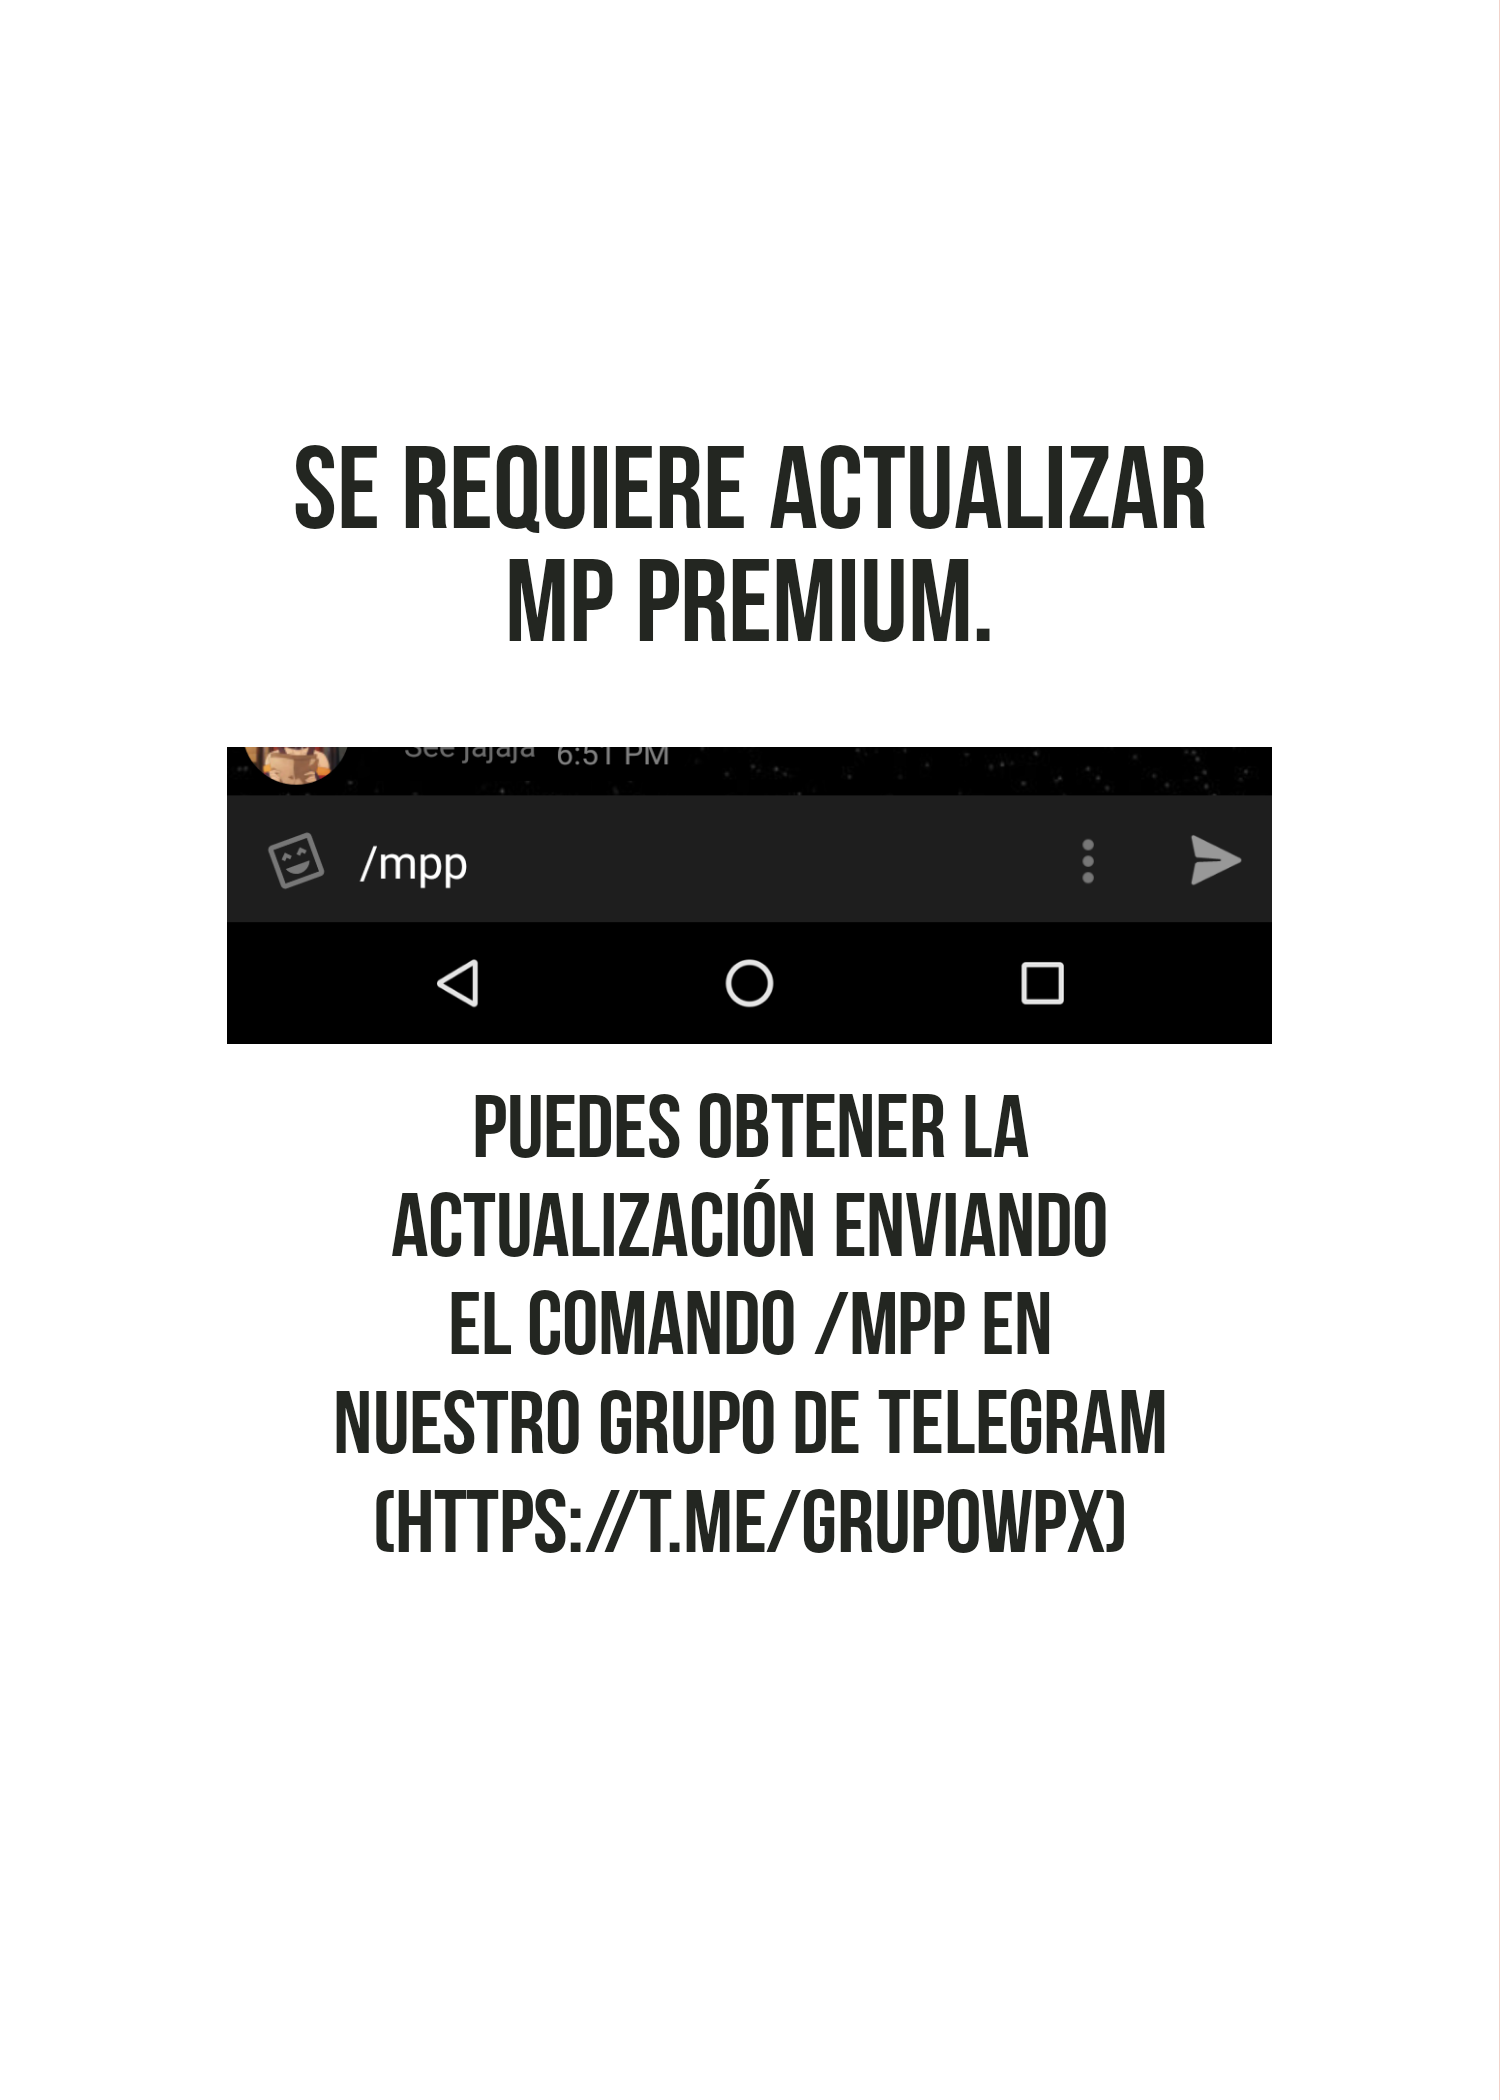 SE REQUIERE ACTUALIZAR
MP PREMIUM.
See jajaja 6:51 PM
/mpp
PUEDES OBTENER LA
ACTUALIZACIÓN ENVIANDO
EL COMANDO /MPP EN
NUESTRO GRUPO DE TELEGRAM
(HTTPS://T.ME/GRUPOWPX)